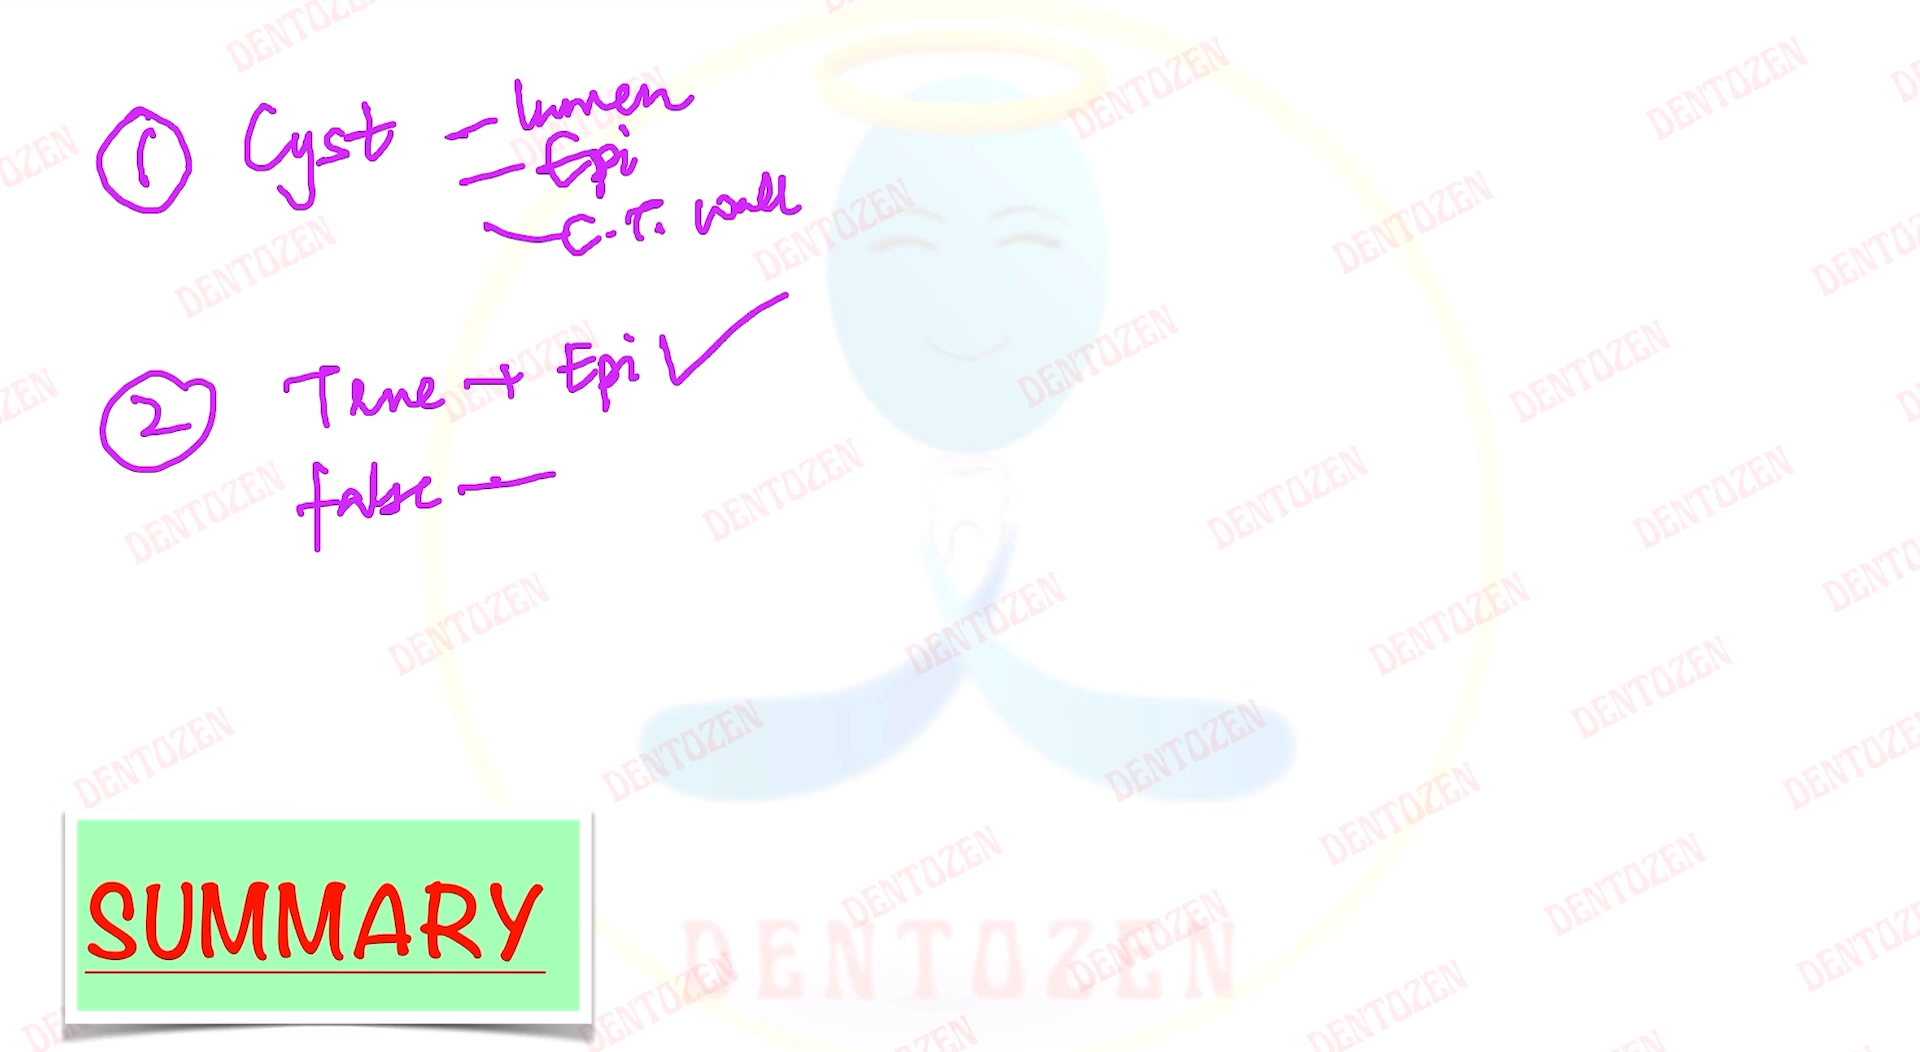 ① Cyst — lumen
— Epi
— C.T. wall
② True → Epi ✓
false —
SUMMARY
DENTOZEN